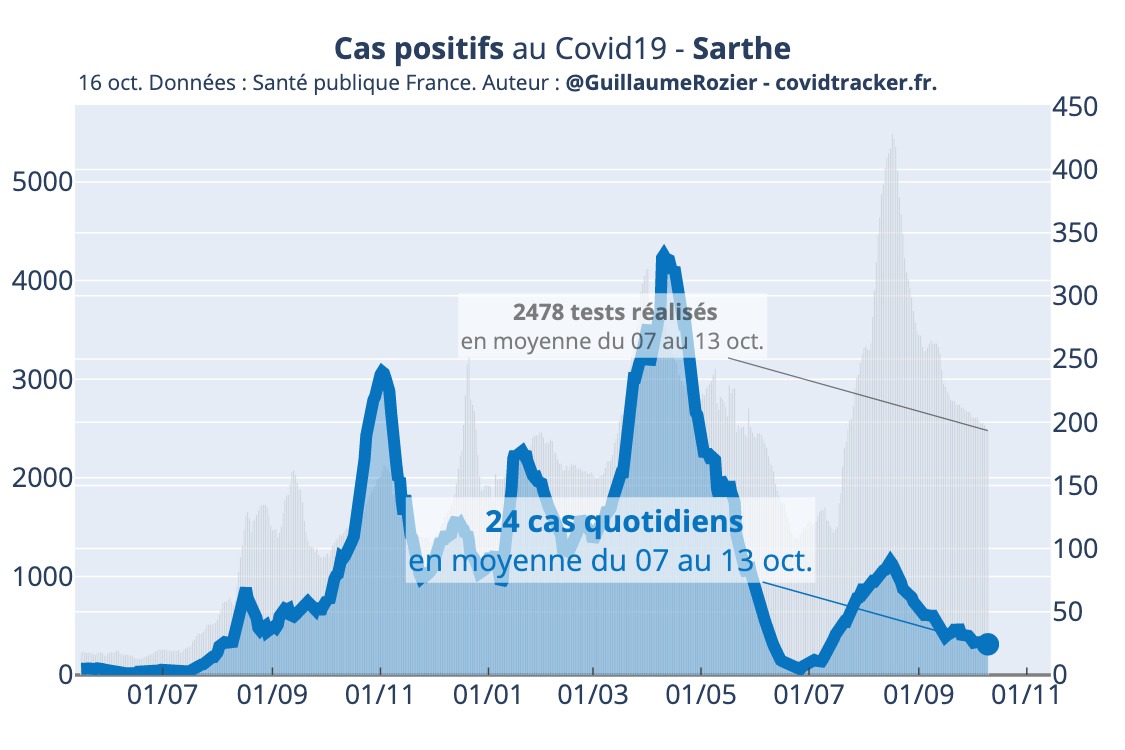 Cas positifs au Covid19 - Sarthe
16 oct. Données : Santé publique France. Auteur : @GuillaumeRozier - covidtracker.fr.
450
400
350
300
250
200
150
100
50
0
5000
4000
3000
2000
1000
0
2478 tests réalisés
en moyenne du 07 au 13 oct.
24 cas quotidiens
en moyenne du 07 au 13 oct.
01/07 01/09 01/11 01/01 01/03 01/05 01/07 01/09 01/11